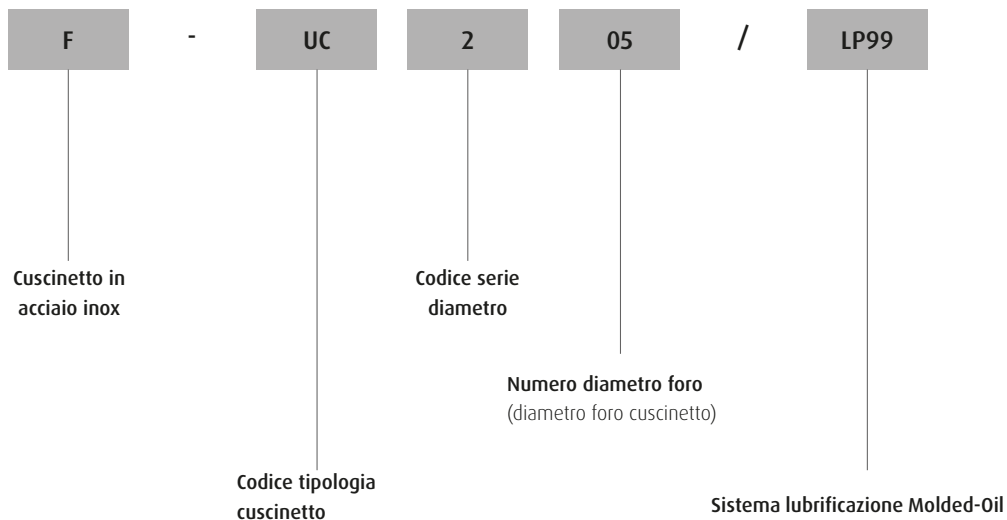 F - UC 2 05 / LP99
Cuscinetto in
acciaio inox
Codice serie
diametro
Numero diametro foro
(diametro foro cuscinetto)
Codice tipologia
cuscinetto
Sistema lubrificazione Molded-Oil